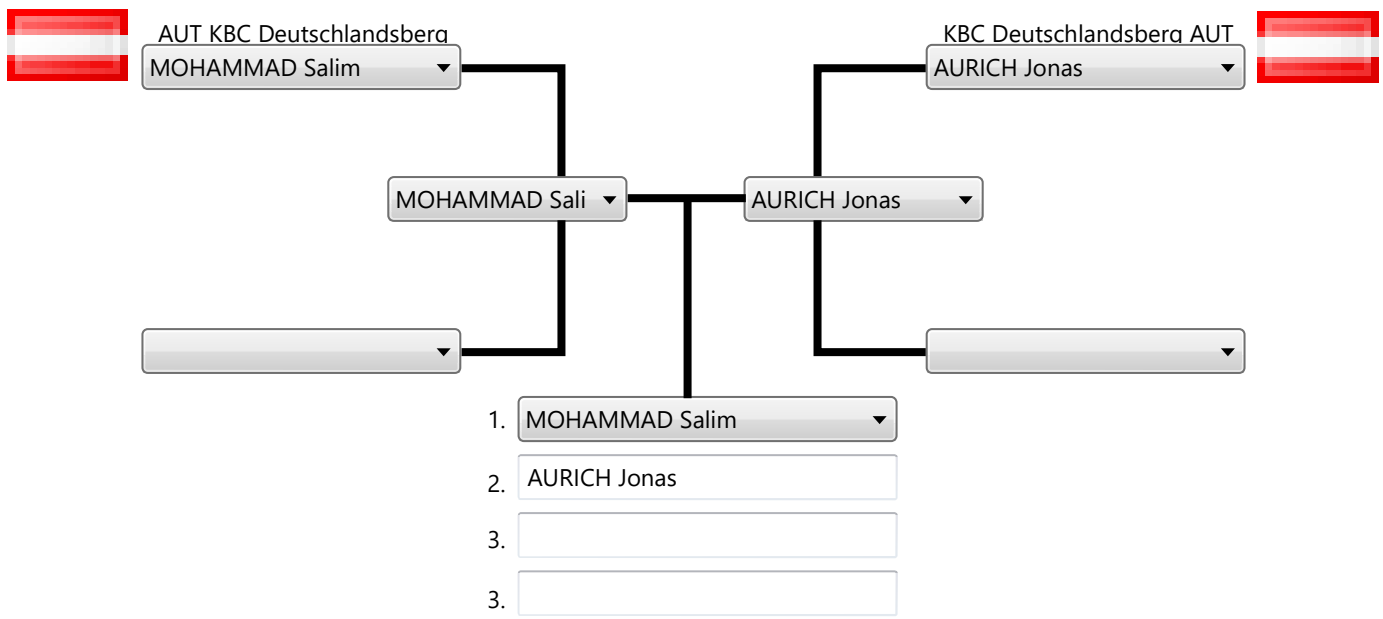 AUT KBC Deutschlandsberg
KBC Deutschlandsberg AUT
MOHAMMAD Salim
AURICH Jonas
MOHAMMAD Sali
AURICH Jonas
1. MOHAMMAD Salim
2. AURICH Jonas
3.
3.